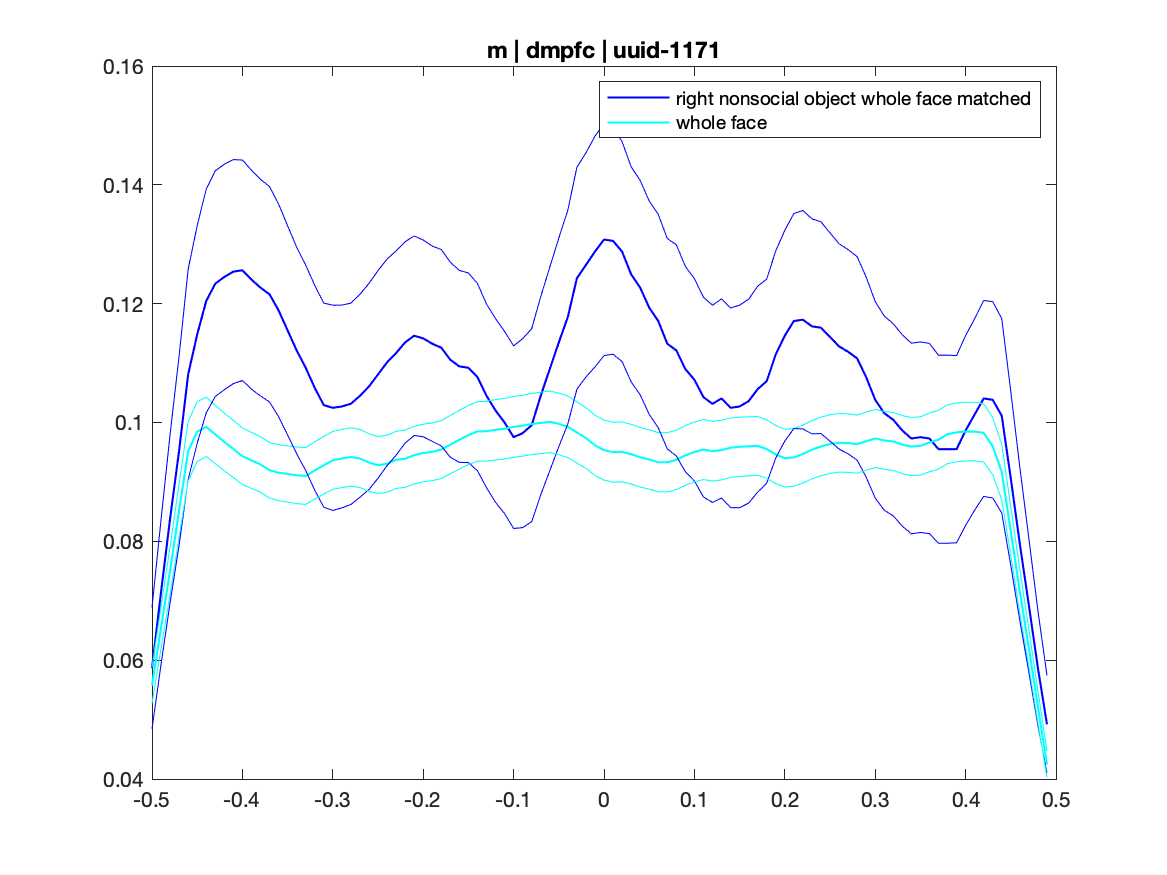 m | dmpfc | uuid-1171
right nonsocial object whole face matched
whole face
0.16
0.14
0.12
0.1
0.08
0.06
0.04
-0.5 -0.4 -0.3 -0.2 -0.1 0 0.1 0.2 0.3 0.4 0.5